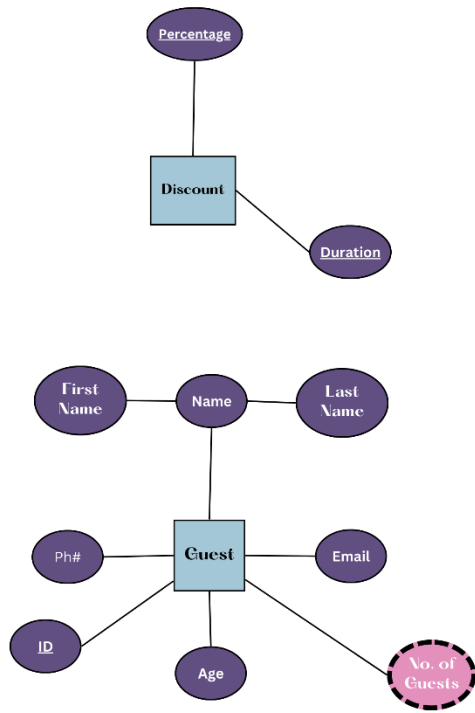 Percentage
Discount
Duration
First
Name
Name
Last
Name
Ph#
Guest
Email
ID
Age
No. of
Guests